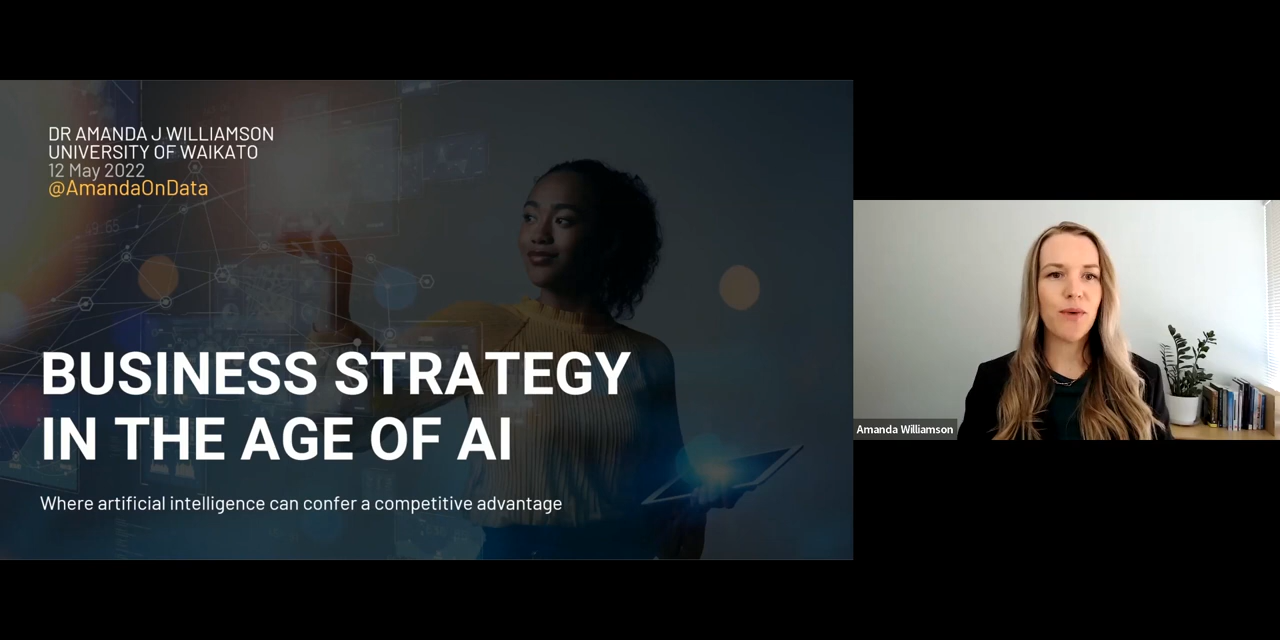 DR AMANDA J WILLIAMSON
UNIVERSITY OF WAIKATO
12 May 2022
@AmandaOnData
BUSINESS STRATEGY
IN THE AGE OF AI
Where artificial intelligence can confer a competitive advantage
Amanda Williamson